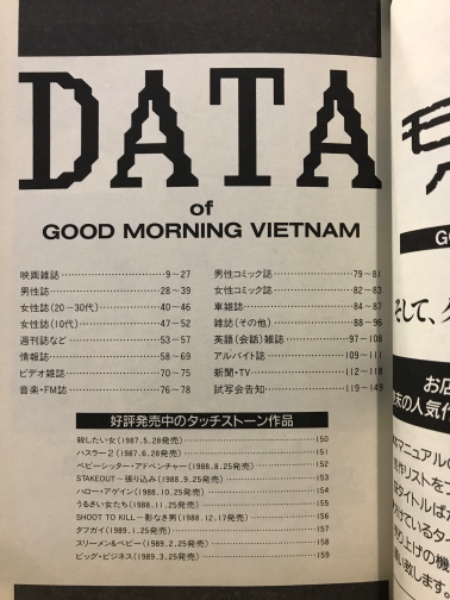 DATA
of
GOOD MORNING VIETNAM
映画雑誌…………………………9～27
男性誌…………………………28～39
女性誌(20～30代)………………40～46
女性誌(10代)……………………47～52
週刊誌など………………………53～57
情報誌…………………………58～69
ビデオ雑誌………………………70～75
音楽・FM誌………………………76～78
男性コミック誌……………………79～81
女性コミック誌……………………82～83
車雑誌…………………………84～87
雑誌(その他)……………………88～96
英語(会話)雑誌…………………97～108
アルバイト誌……………………109～111
新聞・TV………………………112～118
試写会告知……………………119～149
好評発売中のタッチストーン作品
殺したい女(1987.5.28発売)……………………150
ハスラー2(1987.6.28発売)……………………151
ベビーシッター・アドベンチャー(1988.8.25発売)……………152
STAKEOUT～張り込み(1988.9.25発売)……………153
ハロー・アゲイン(1988.10.25発売)……………154
うるさい女たち(1988.11.25発売)……………155
SHOOT TO KILL～影なき男(1988.12.17発売)……………156
タフガイ(1989.1.25発売)……………157
スリーメン&ベビー(1989.2.25発売)……………158
ビッグ・ビジネス(1989.3.25発売)……………159
そして、
お店
の人気代
マニュアルの
作リストをつ
タイトルば
けているタイ
り上げの機
い致します。